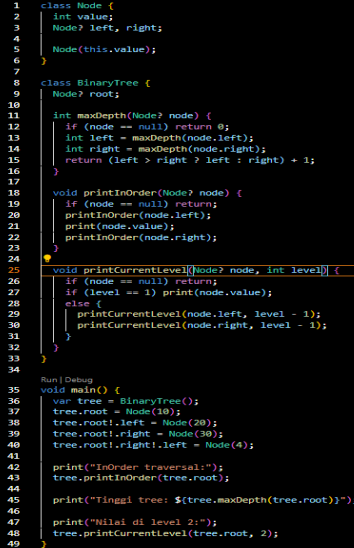 1 class Node {
2 int value;
3 Node? left, right;
4
5 Node(this.value);
6 }
7
8 class BinaryTree {
9 Node? root;
10
11 int maxDepth(Node? node) {
12 if (node == null) return 0;
13 int left = maxDepth(node.left);
14 int right = maxDepth(node.right);
15 return (left > right ? left : right) + 1;
16 }
17
18 void printInOrder(Node? node) {
19 if (node == null) return;
20 printInOrder(node.left);
21 print(node.value);
22 printInOrder(node.right);
23 }
24
25 void printCurrentLevel(Node? node, int level) {
26 if (node == null) return;
27 if (level == 1) print(node.value);
28 else {
29 printCurrentLevel(node.left, level - 1);
30 printCurrentLevel(node.right, level - 1);
31 }
32 }
33 }
34
Run | Debug
35 void main() {
36 var tree = BinaryTree();
37 tree.root = Node(10);
38 tree.root!.left = Node(20);
39 tree.root!.right = Node(30);
40 tree.root!.right!.left = Node(4);
41
42 print("InOrder traversal:");
43 tree.printInOrder(tree.root);
44
45 print("Tinggi tree: ${tree.maxDepth(tree.root)}")
46
47 print("Nilai di level 2:");
48 tree.printCurrentLevel(tree.root, 2);
49 }